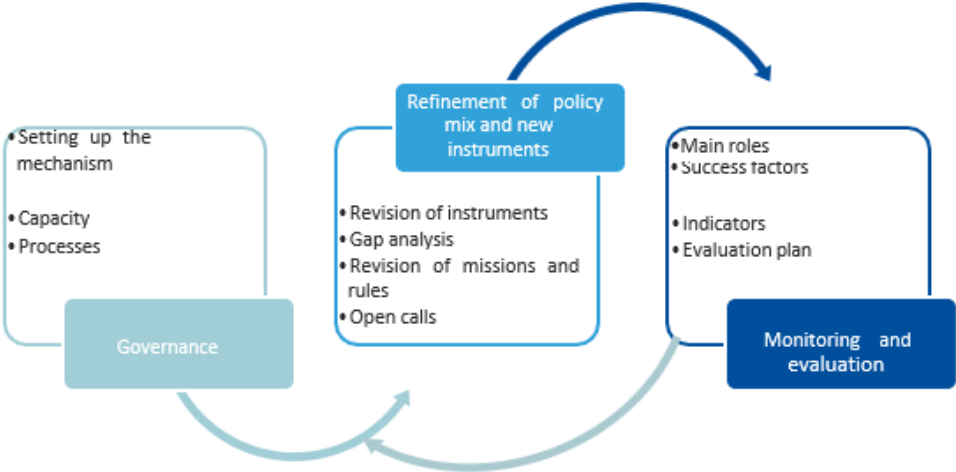 • Setting up the
mechanism
• Capacity
• Processes
Governance
Refinement of policy
mix and new
instruments
• Revision of instruments
• Gap analysis
• Revision of missions and
rules
• Open calls
• Main roles
• Success factors
• Indicators
• Evaluation plan
Monitoring and
evaluation